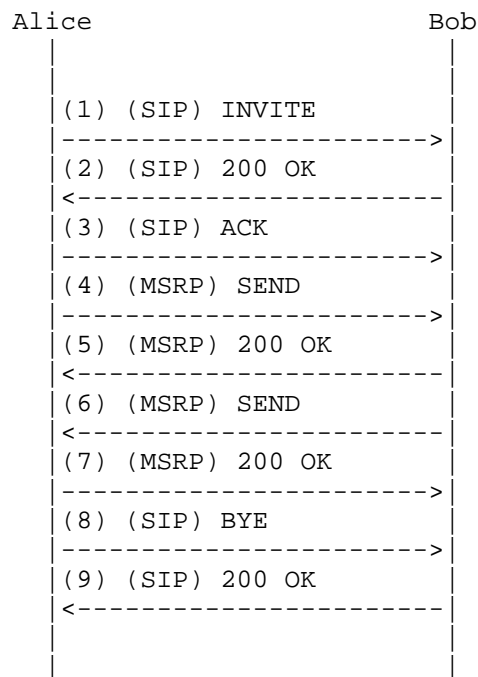 Alice Bob
(1) (SIP) INVITE
(2) (SIP) 200 OK
(3) (SIP) ACK
(4) (MSRP) SEND
(5) (MSRP) 200 OK
(6) (MSRP) SEND
(7) (MSRP) 200 OK
(8) (SIP) BYE
(9) (SIP) 200 OK